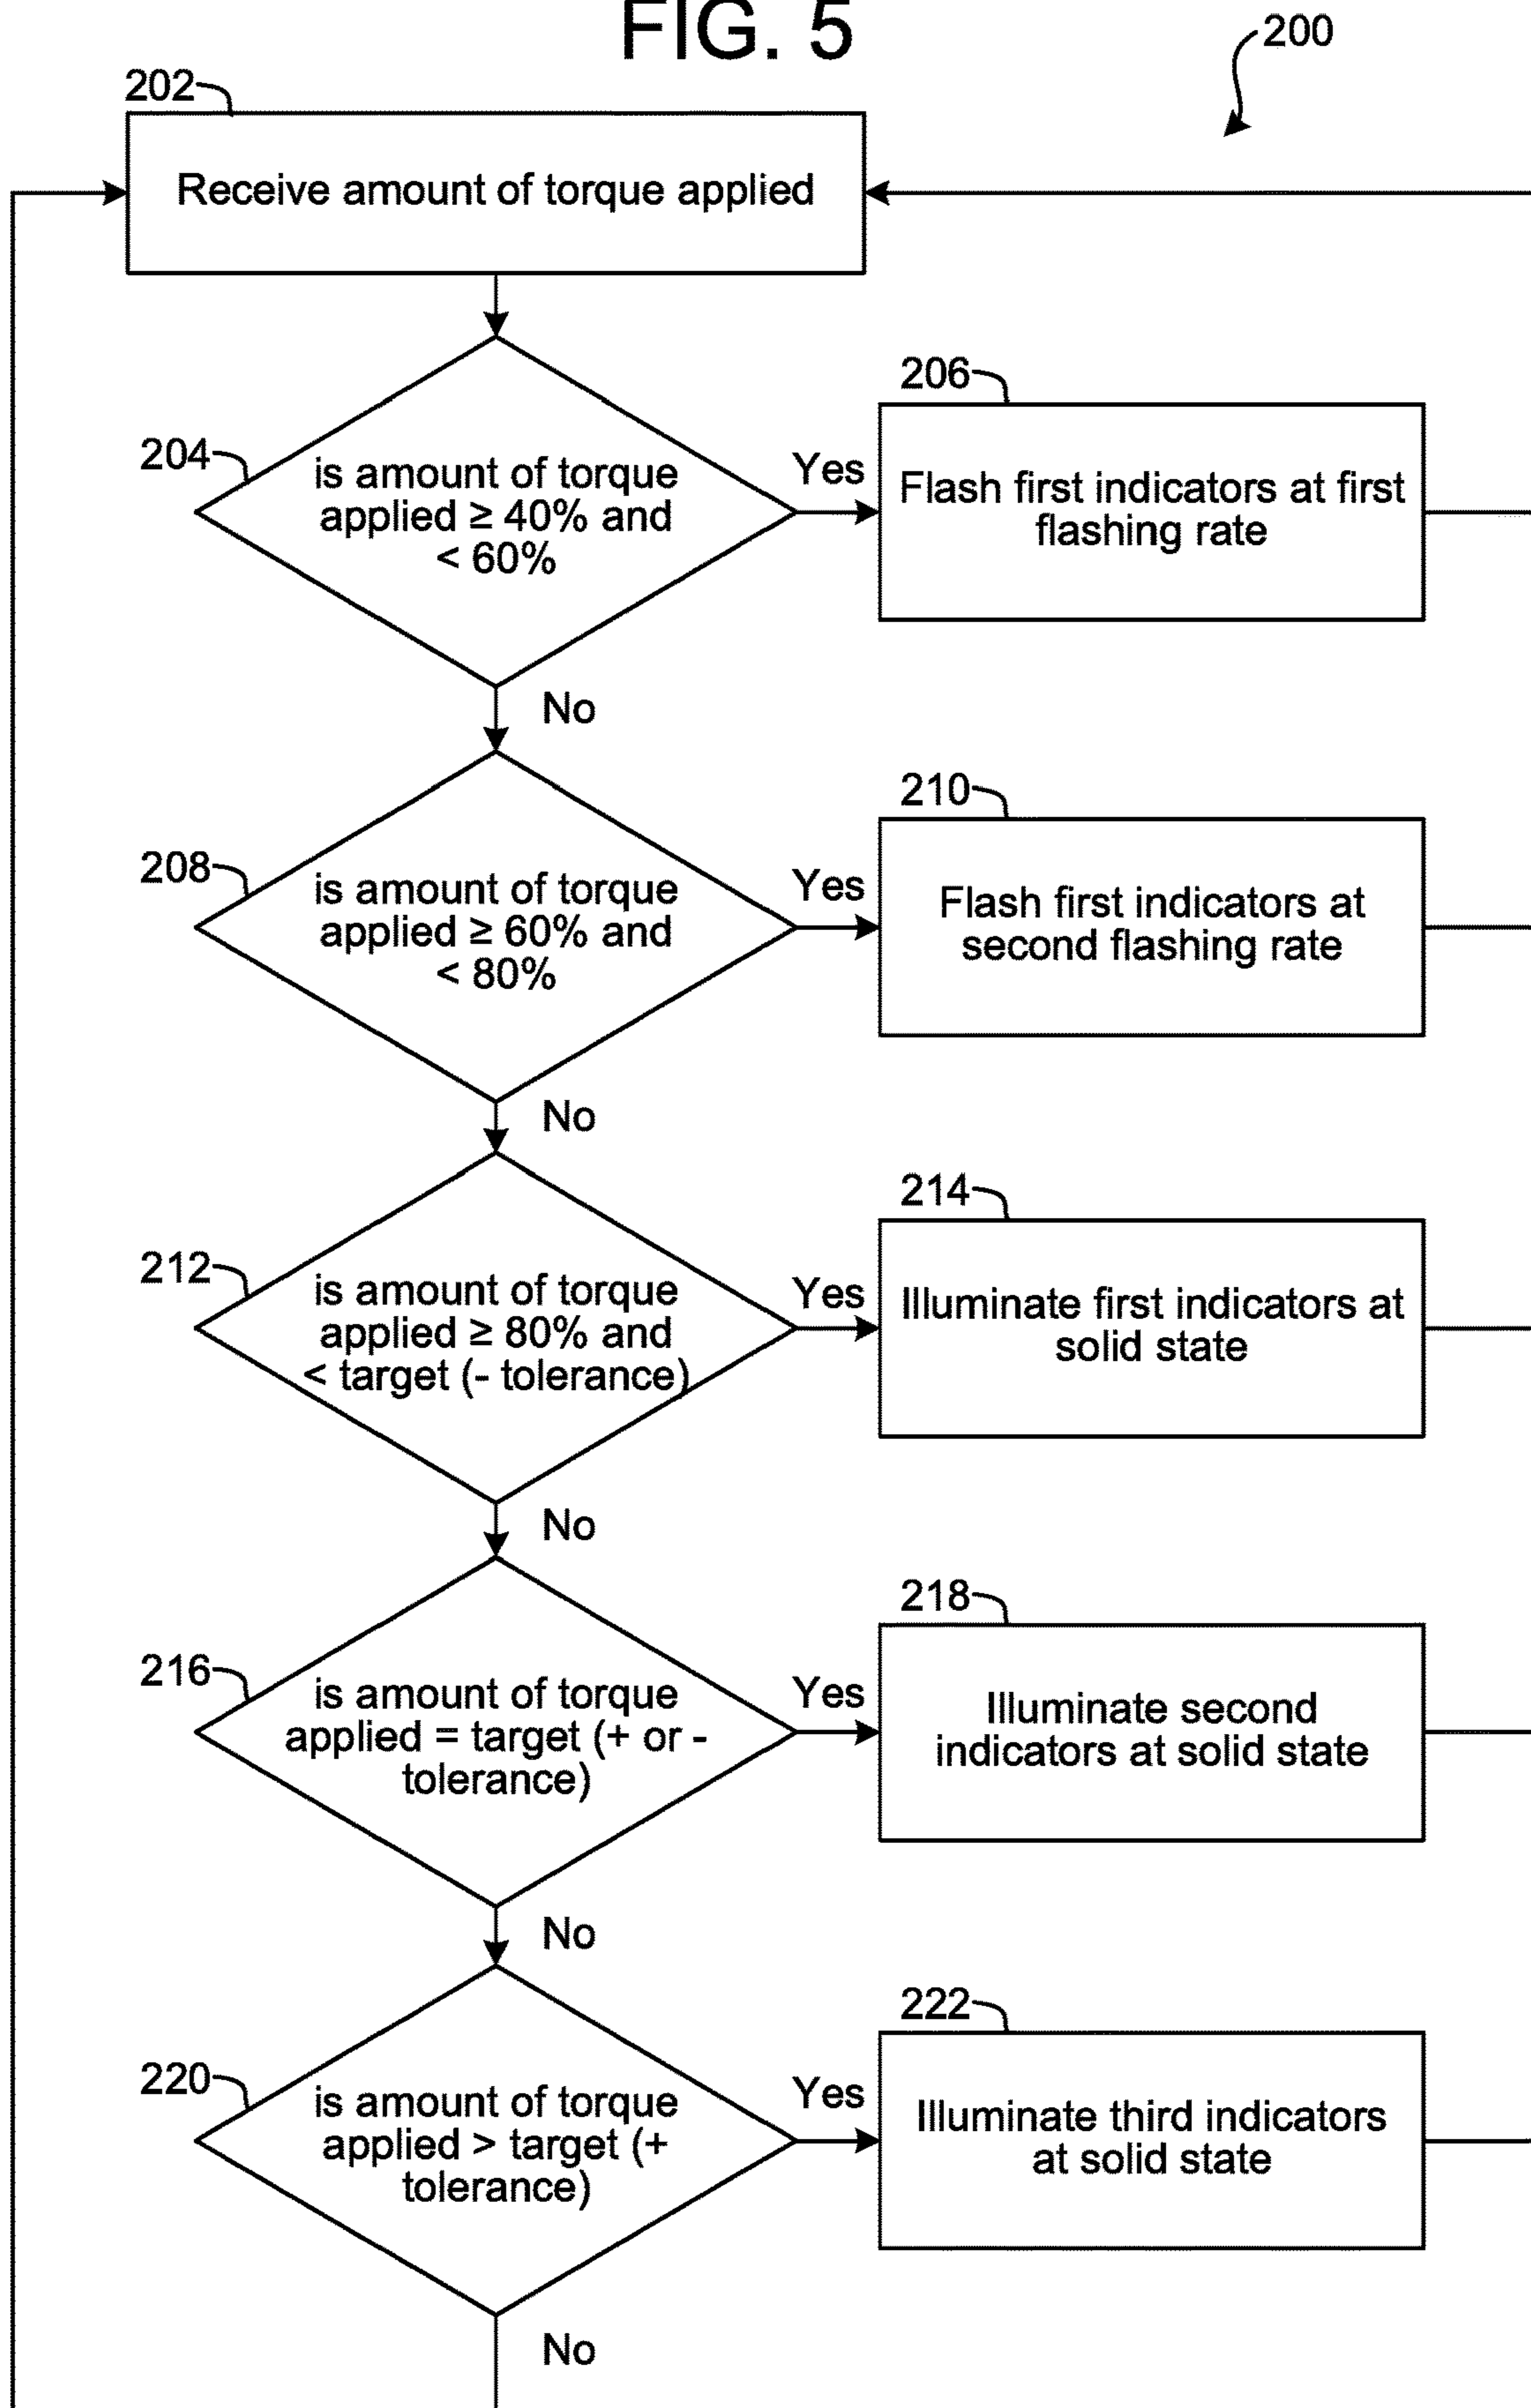 FIG. 5
200
202
Receive amount of torque applied
204
is amount of torque
applied ≥ 40% and
< 60%
Yes
206
Flash first indicators at first
flashing rate
No
208
is amount of torque
applied ≥ 60% and
< 80%
Yes
210
Flash first indicators at
second flashing rate
No
212
is amount of torque
applied ≥ 80% and
< target (- tolerance)
Yes
214
Illuminate first indicators at
solid state
No
216
is amount of torque
applied = target (+ or -
tolerance)
Yes
218
Illuminate second
indicators at solid state
No
220
is amount of torque
applied > target (+
tolerance)
Yes
222
Illuminate third indicators
at solid state
No